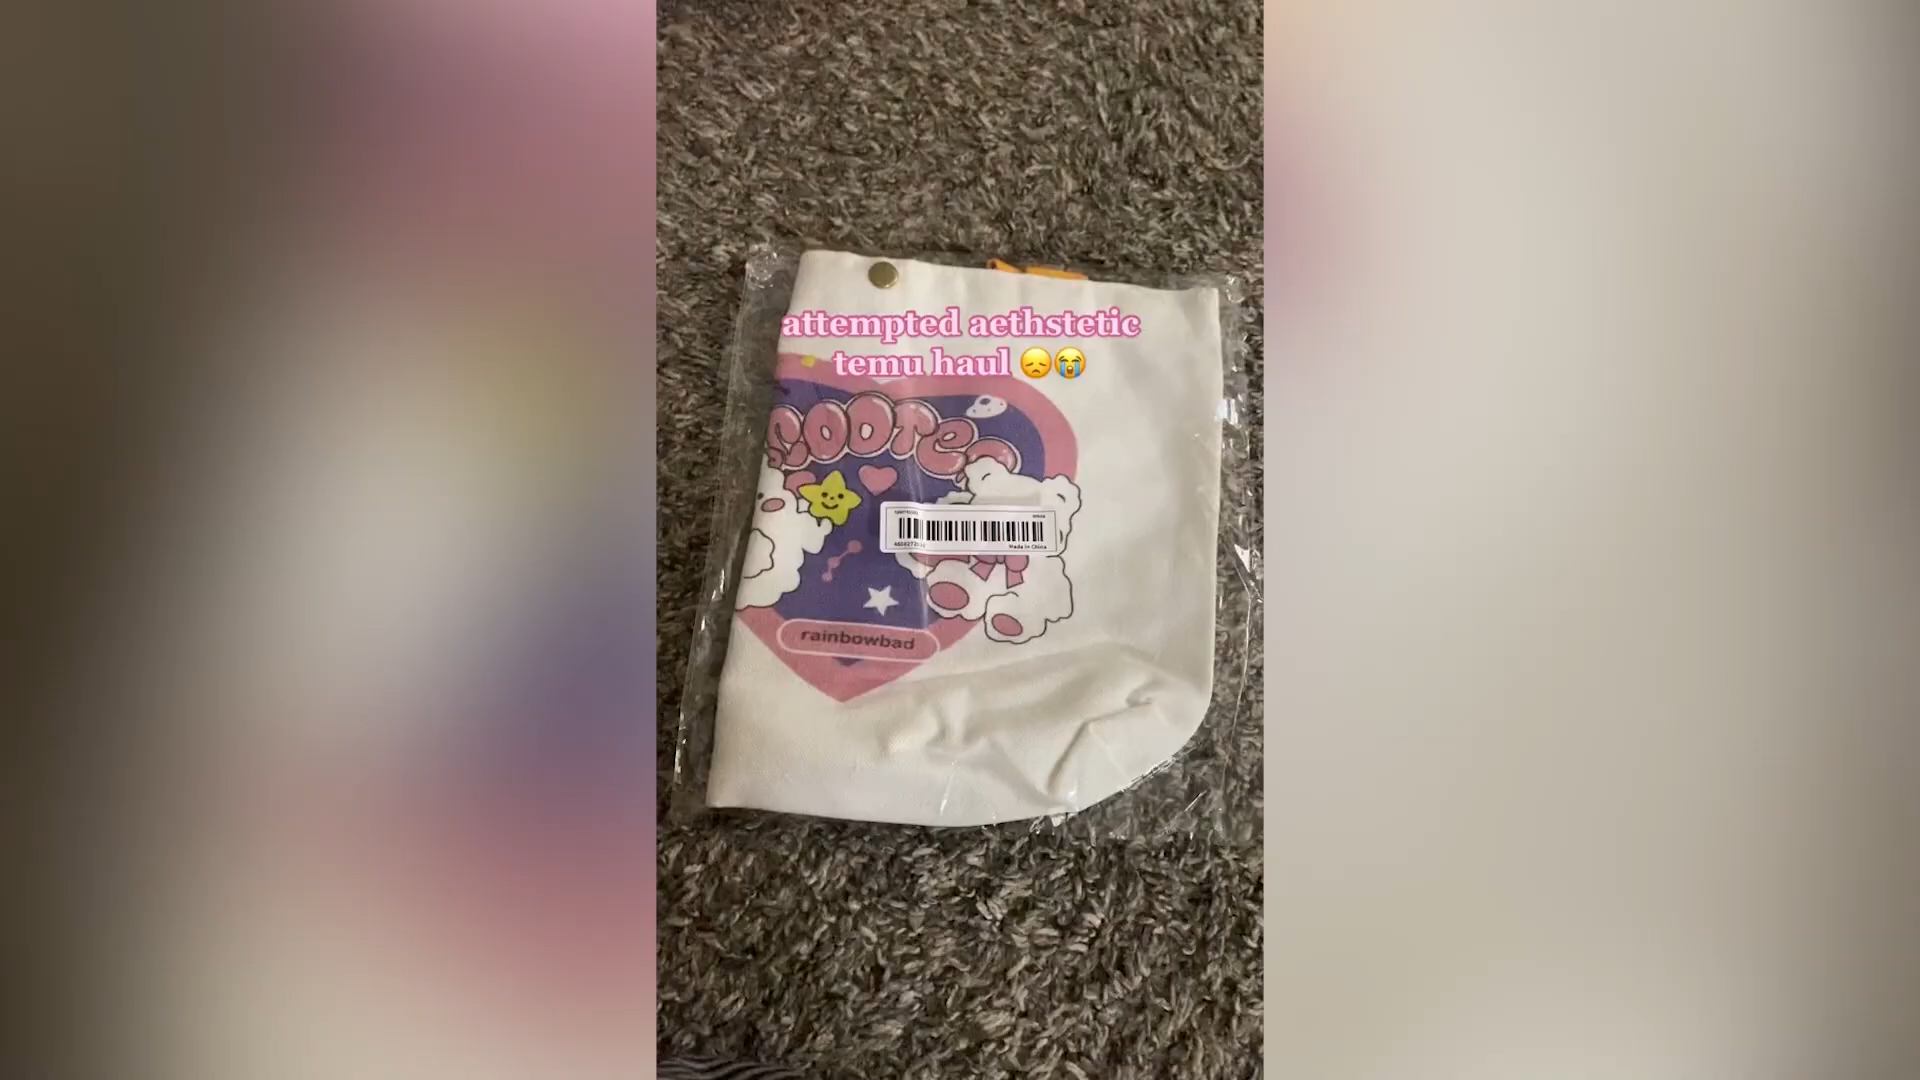 attempted aethstetic
temu haul 😞😭
rainbowbad
Made In China